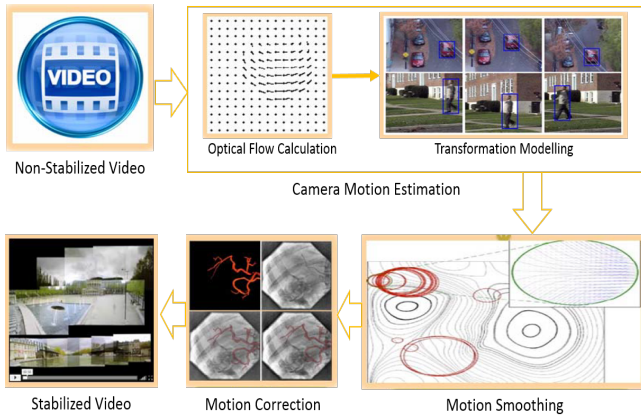 VIDEO
Optical Flow Calculation
Transformation Modelling
Non-Stabilized Video
Camera Motion Estimation
Stabilized Video
Motion Correction
Motion Smoothing